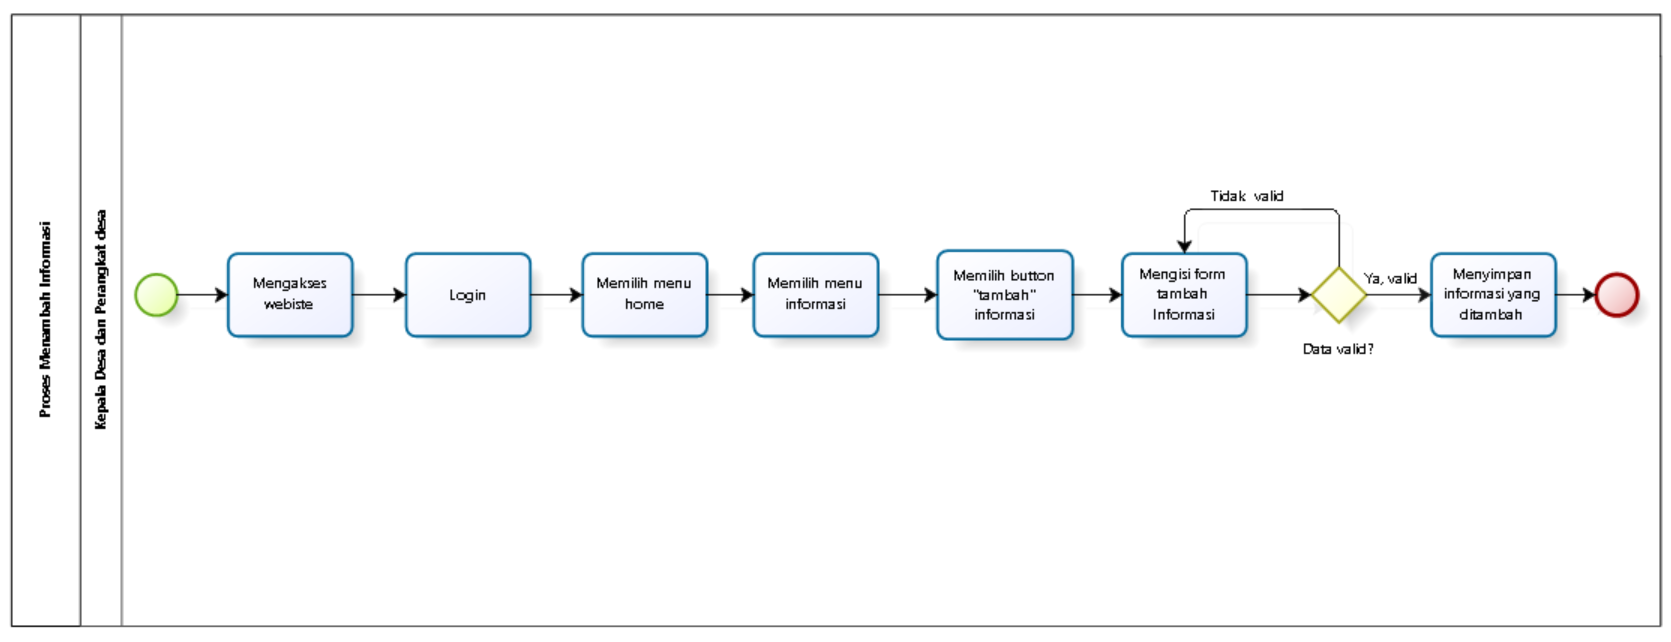 Proses Menambah Informasi
Kepala Desa dan Perangkat desa
Mengakses
webiste
Login
Memilih menu
home
Memilih menu
informasi
Memilih button
"tambah"
informasi
Mengisi form
tambah
Informasi
Tidak valid
Data valid?
Ya, valid
Menyimpan
informasi yang
ditambah